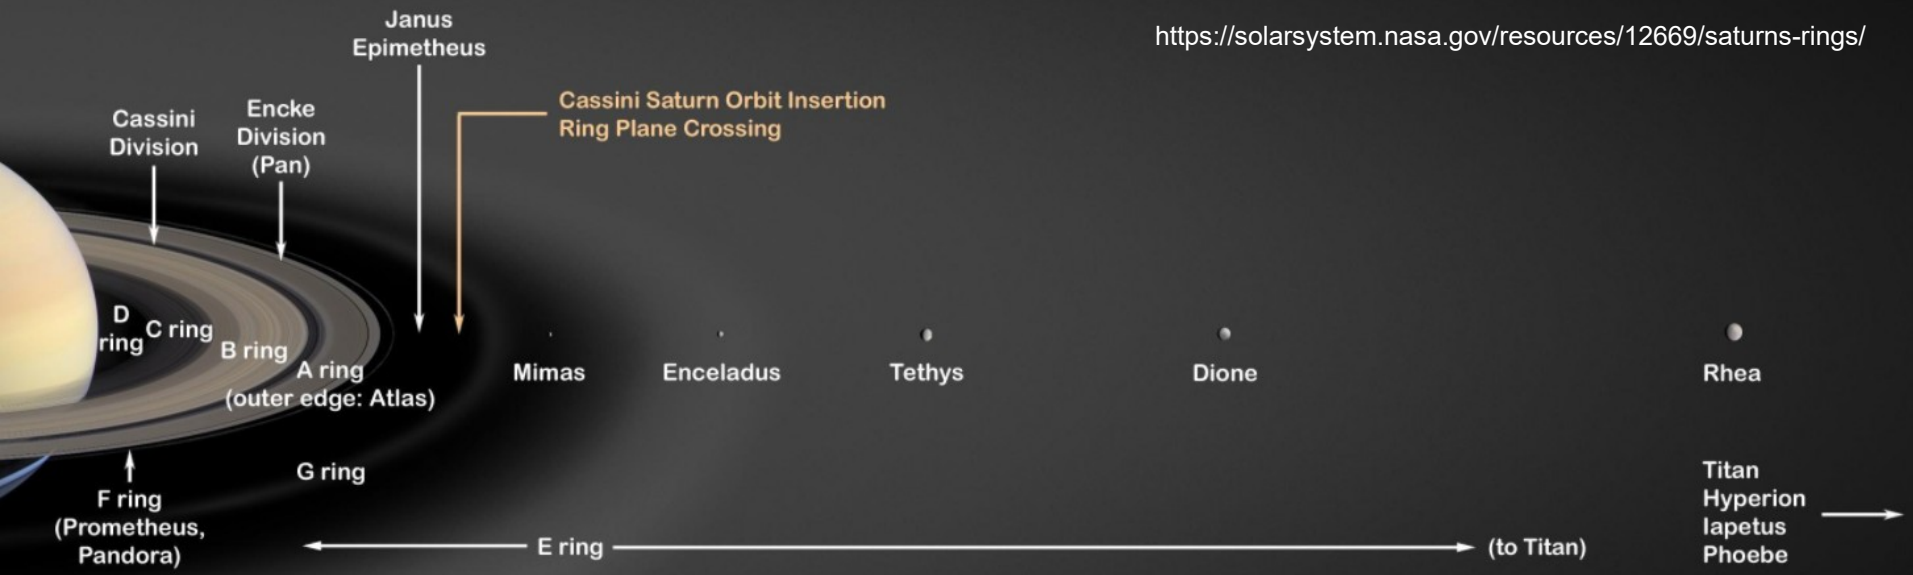 Janus
Epimetheus
https://solarsystem.nasa.gov/resources/12669/saturns-rings/
Cassini Saturn Orbit Insertion
Ring Plane Crossing
Cassini
Division
Encke
Division
(Pan)
D
ring
C ring
B ring
A ring
(outer edge: Atlas)
Mimas
Enceladus
Tethys
Dione
Rhea
G ring
F ring
(Prometheus,
Pandora)
E ring
(to Titan)
Titan
Hyperion
Iapetus
Phoebe